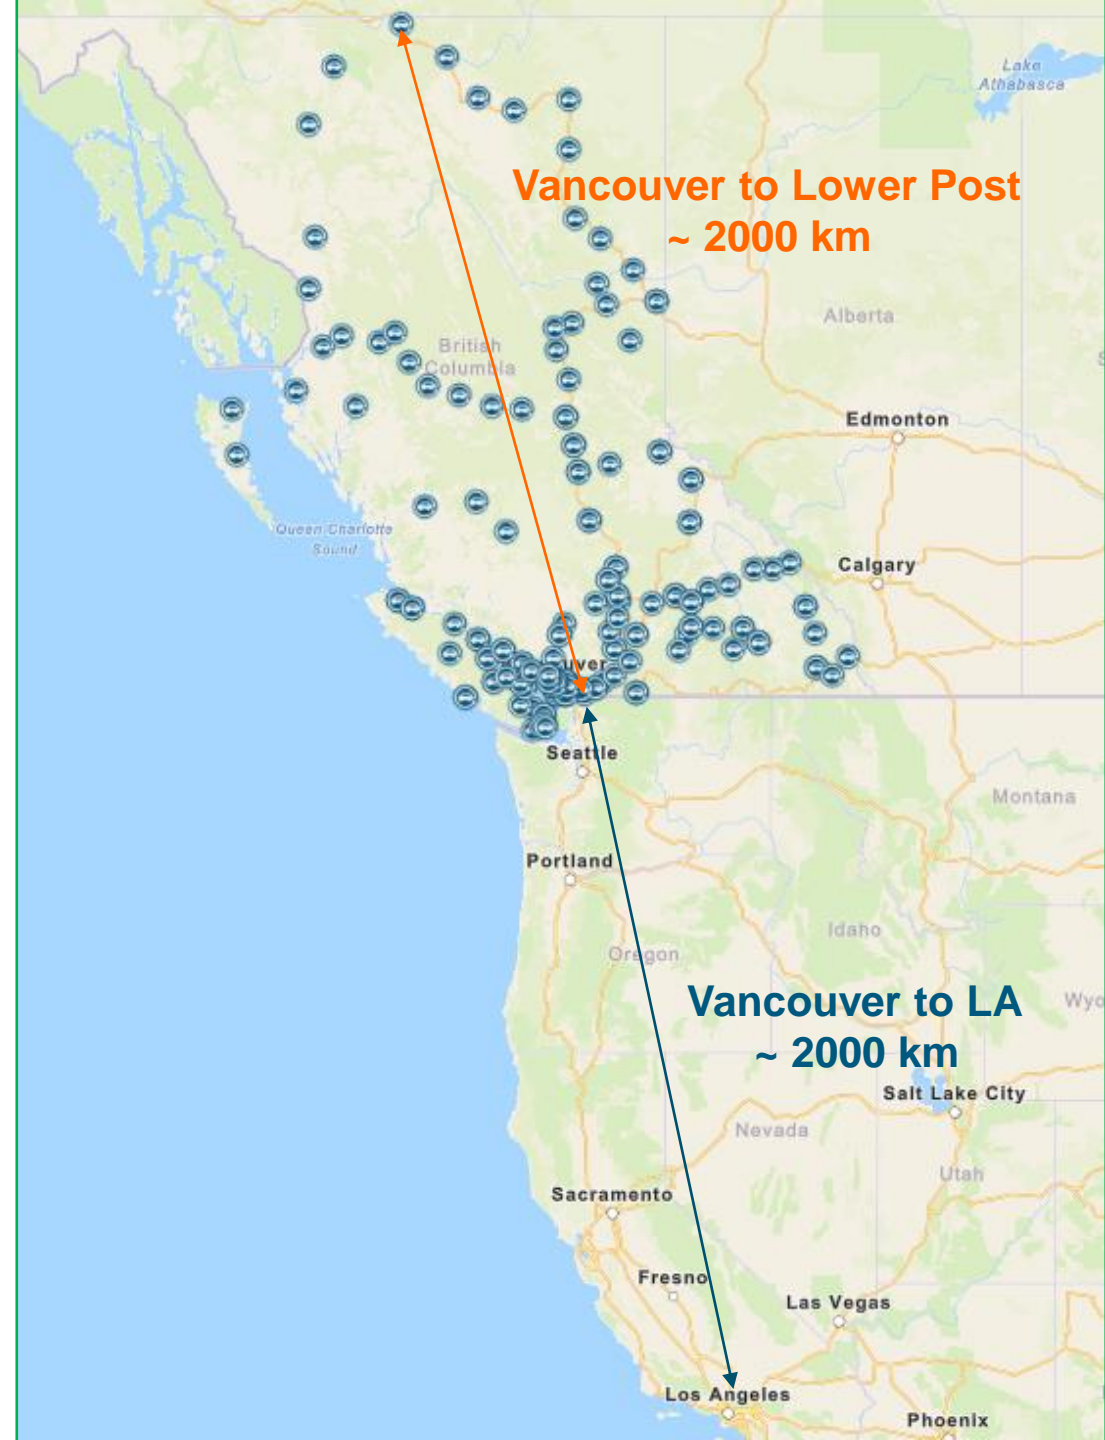 Lake
Athabasca
Vancouver to Lower Post
~ 2000 km
Alberta
British
Columbia
Edmonton
Queen Charlotte
Sound
Calgary
uver
Seattle
Montana
Portland
Idaho
Oregon
Vancouver to LA
~ 2000 km
Wyo
Salt Lake City
Nevada
Utah
Sacramento
Fresno
Las Vegas
Los Angeles
Phoenix